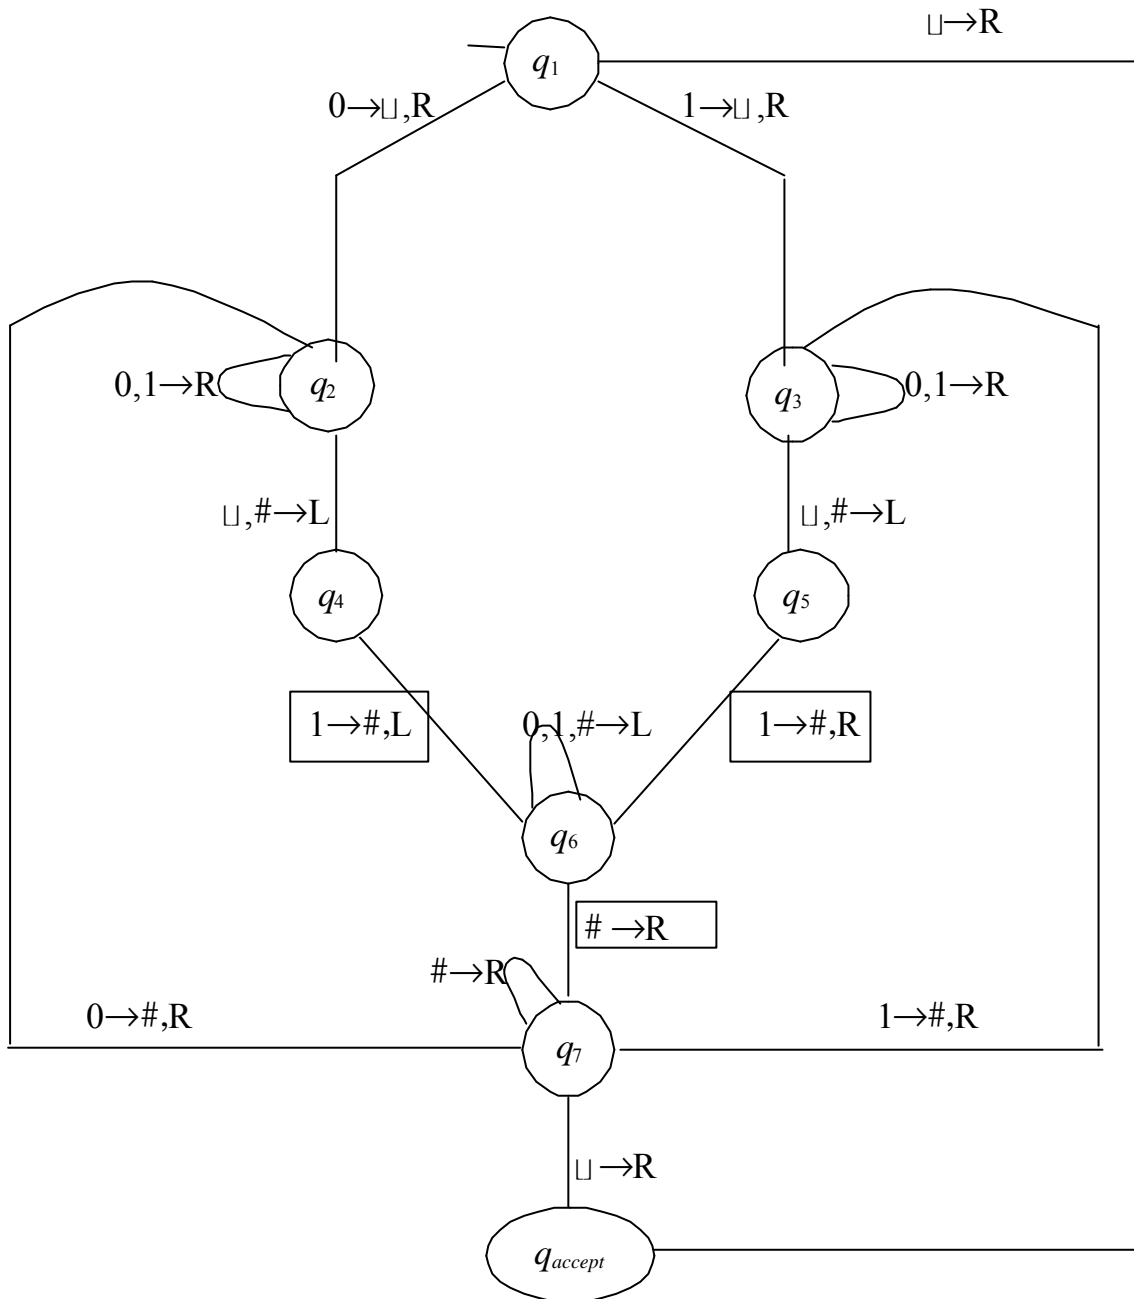 ⊔→R
q1
0→⊔,R
1→⊔,R
0,1→R
q2
q3
0,1→R
⊔,#→L
⊔,#→L
q4
q5
1→#,L
0,1,#→L
1→#,R
q6
# →R
#→R
0→#,R
1→#,R
q7
⊔→R
qaccept